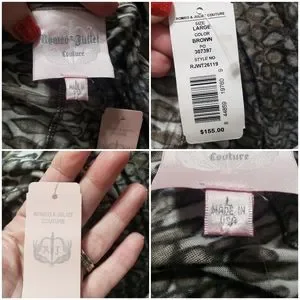 Romeo & Juliet
Couture
ROMEO & JULIET COUTURE
SIZE
LARGE
COLOR
BROWN
PO
307397
STYLE NO
RJWT26119
$155.00
ROMEO & JULIET
COUTURE
Couture
L
MADE IN
USA